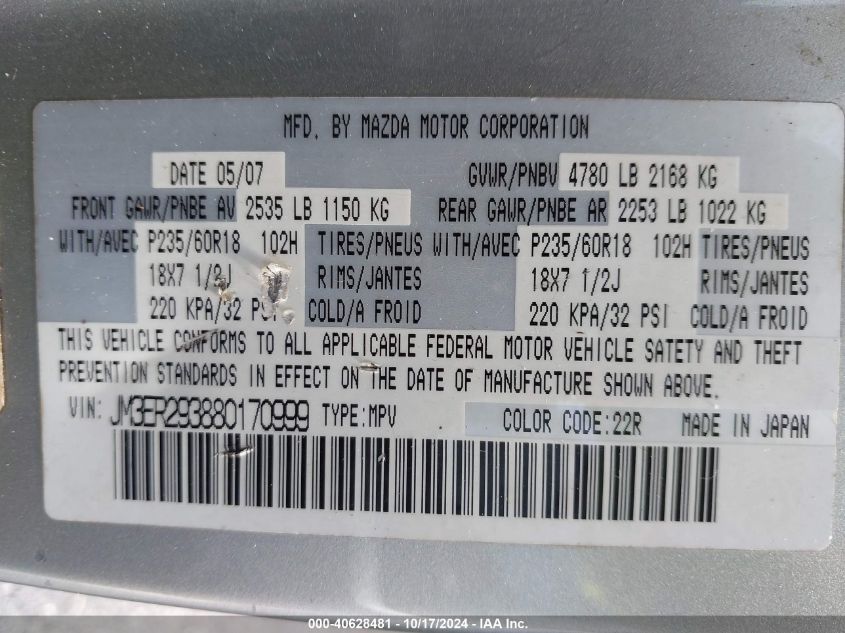 MFD. BY MAZDA MOTOR CORPORATION
DATE 05/07 GVWR/PNBV 4780 LB 2168 KG
FRONT GAWR/PNBE AV 2535 LB 1150 KG REAR GAWR/PNBE AR 2253 LB 1022 KG
WITH/AVEC P235/60R18 102H TIRES/PNEUS WITH/AVEC P235/60R18 102H TIRES/PNEUS
18X7 1/2J RIMS/JANTES 18X7 1/2J RIMS/JANTES
220 KPA/32 PSI COLD/A FROID 220 KPA/32 PSI COLD/A FROID
THIS VEHICLE CONFORMS TO ALL APPLICABLE FEDERAL MOTOR VEHICLE SAFETY AND THEFT
PREVENTION STANDARDS IN EFFECT ON THE DATE OF MANUFACTURE SHOWN ABOVE.
VIN: JM3ER293880170999 TYPE:MPV COLOR CODE:22R MADE IN JAPAN
000-40628481 - 10/17/2024 - IAA Inc.